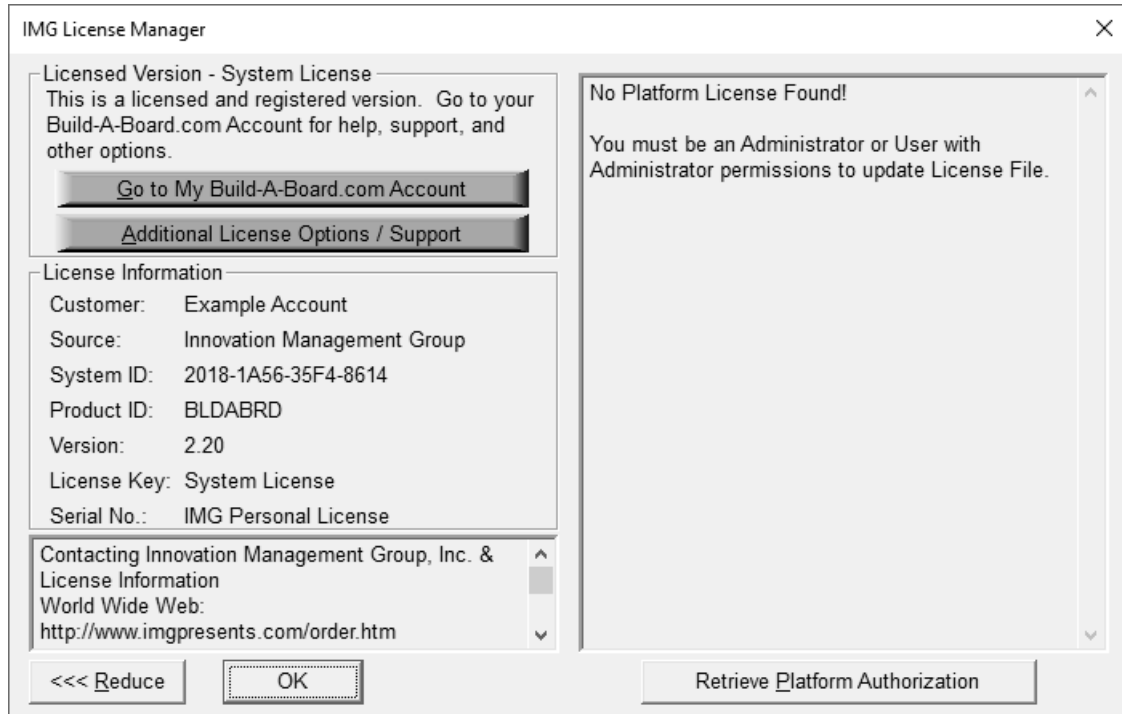 IMG License Manager
Licensed Version - System License
This is a licensed and registered version.  Go to your
Build-A-Board.com Account for help, support, and
other options.
Go to My Build-A-Board.com Account
Additional License Options / Support
License Information
Customer: Example Account
Source: Innovation Management Group
System ID: 2018-1A56-35F4-8614
Product ID: BLDABRD
Version: 2.20
License Key: System License
Serial No.: IMG Personal License
Contacting Innovation Management Group, Inc. &
License Information
World Wide Web:
http://www.imgpresents.com/order.htm
<<< Reduce
OK
No Platform License Found!
You must be an Administrator or User with
Administrator permissions to update License File.
Retrieve Platform Authorization